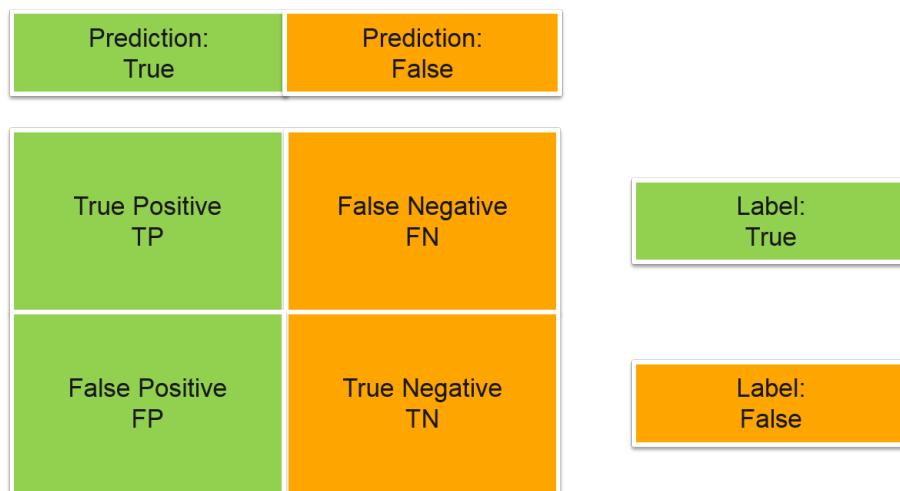 Prediction:
True
Prediction:
False
True Positive
TP
False Negative
FN
Label:
True
False Positive
FP
True Negative
TN
Label:
False